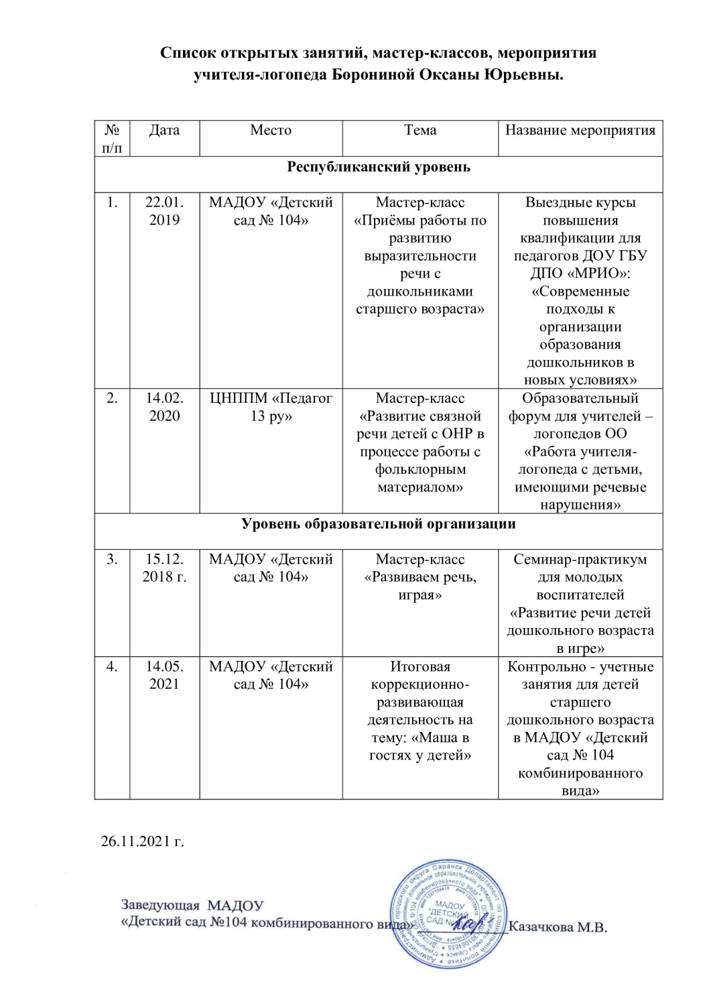 Список открытых занятий, мастер-классов, мероприятия
учителя-логопеда Борониной Оксаны Юрьевны.
№
п/п
Дата
Место
Тема
Название мероприятия
Республиканский уровень
1.
22.01.
2019
МАДОУ «Детский
сад № 104»
Мастер-класс
«Приёмы работы по
развитию
выразительности
речи с
дошкольниками
старшего возраста»
Выездные курсы
повышения
квалификации для
педагогов ДОУ ГБУ
ДПО «МРИО»:
«Современные
подходы к
организации
образования
дошкольников в
новых условиях»
2.
14.02.
2020
ЦНППМ «Педагог
13 ру»
Мастер-класс
«Развитие связной
речи детей с ОНР в
процессе работы с
фольклорным
материалом»
Образовательный
форум для учителей –
логопедов ОО
«Работа учителя-
логопеда с детьми,
имеющими речевые
нарушения»
Уровень образовательной организации
3.
15.12.
2018 г.
МАДОУ «Детский
сад № 104»
Мастер-класс
«Развиваем речь,
играя»
Семинар-практикум
для молодых
воспитателей
«Развитие речи детей
дошкольного возраста
в игре»
4.
14.05.
2021
МАДОУ «Детский
сад № 104»
Итоговая
коррекционно-
развивающая
деятельность на
тему: «Маша в
гостях у детей»
Контрольно - учетные
занятия для детей
старшего
дошкольного возраста
в МАДОУ «Детский
сад № 104
комбинированного
вида»
26.11.2021 г.
Заведующая МАДОУ
«Детский сад №104 комбинированного вида» Казачкова М.В.
МАДОУ
"ДЕТСКИЙ
САД №
городского округа Саранск Департамент по социальной политике